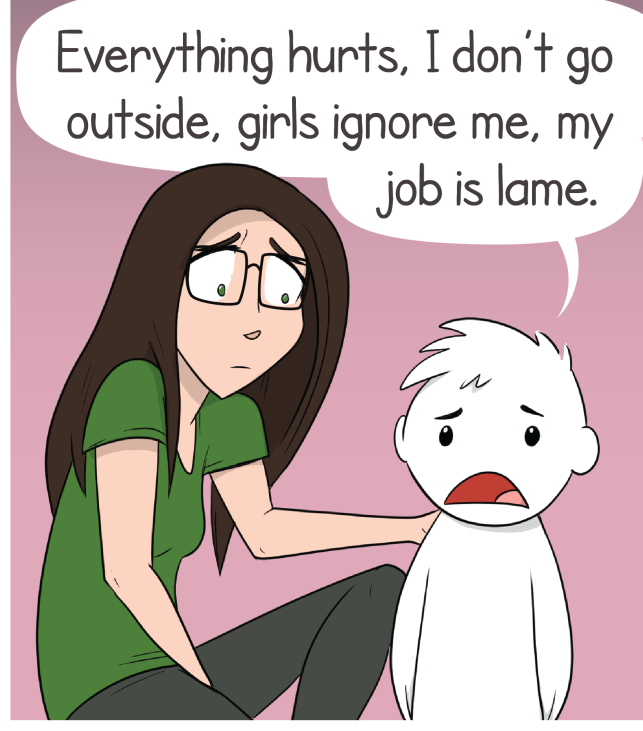 Everything hurts, I don't go
outside, girls ignore me, my
job is lame.